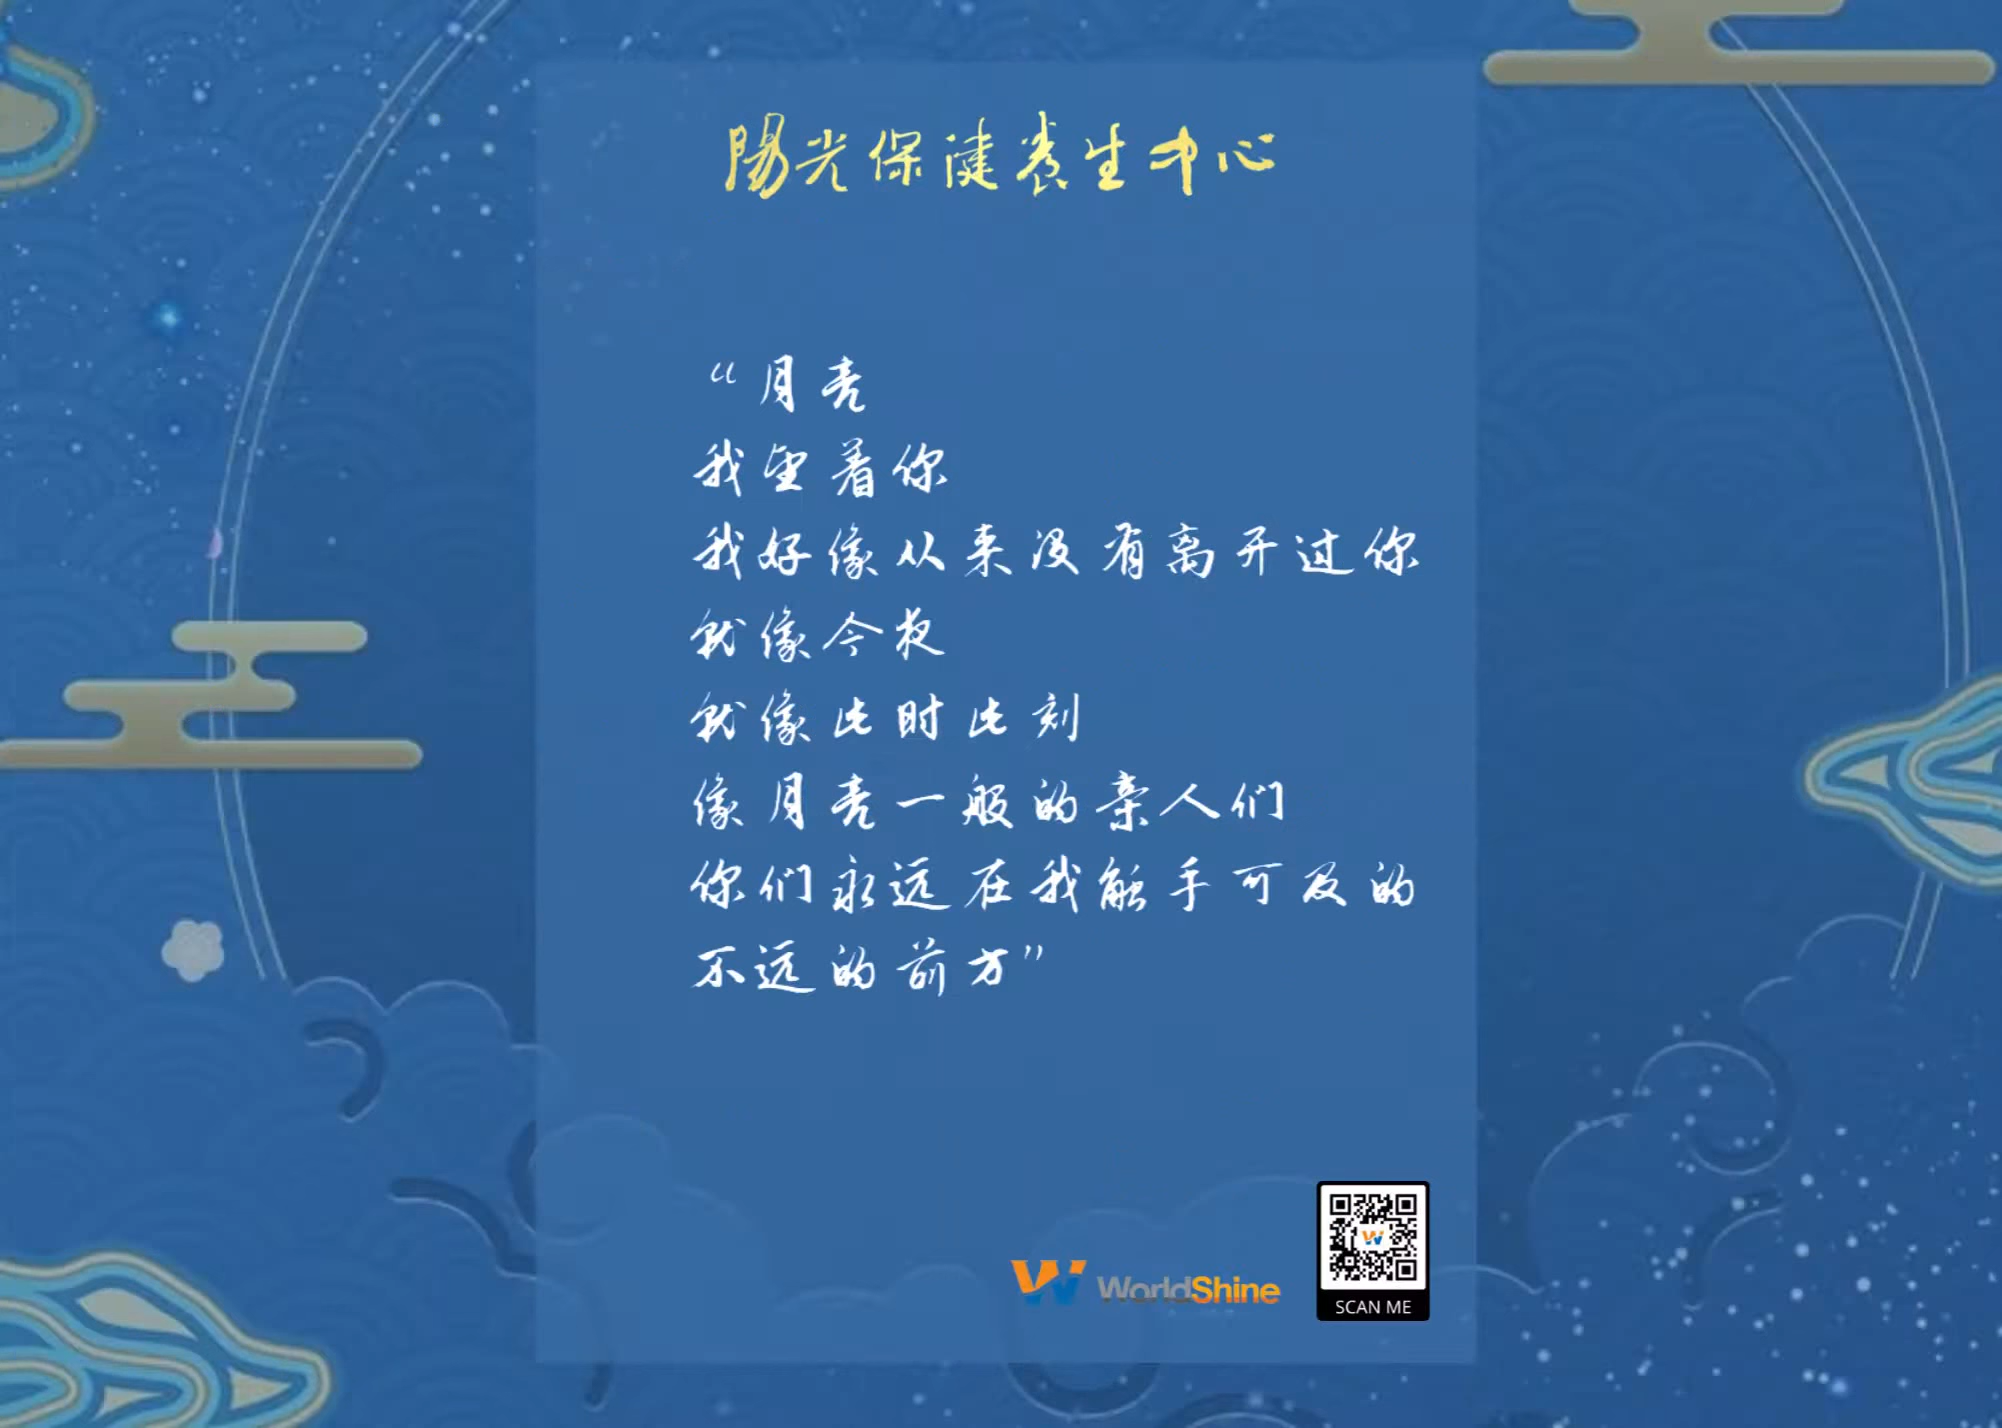 陽光保健養生中心
“月亮
我望着你
我好像从来没有离开过你
就像今夜
就像此时此刻
像月亮一般的亲人们
你们永远在我触手可及的
不远的前方”
WorldShine
SCAN ME